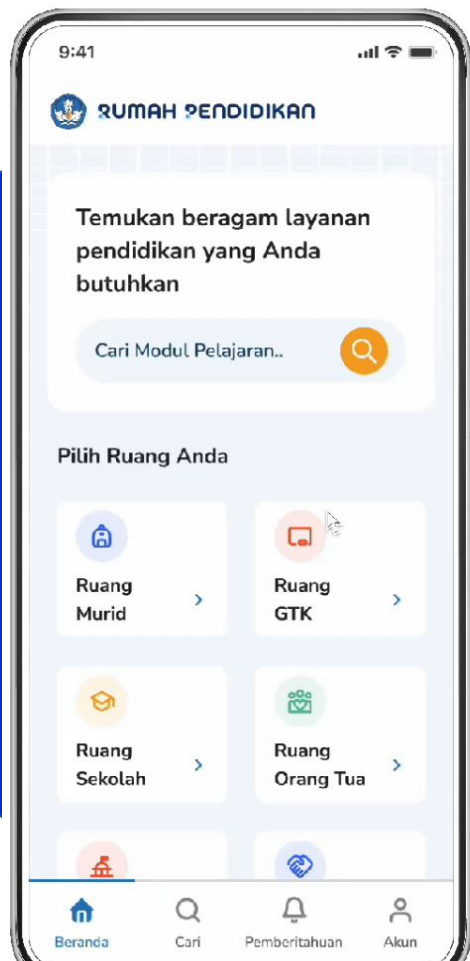 9:41
RUMAH PENDIDIKAN
Temukan beragam layanan
pendidikan yang Anda
butuhkan
Cari Modul Pelajaran..
Pilih Ruang Anda
Ruang
Murid
Ruang
GTK
Ruang
Sekolah
Ruang
Orang Tua
Beranda
Cari
Pemberitahuan
Akun